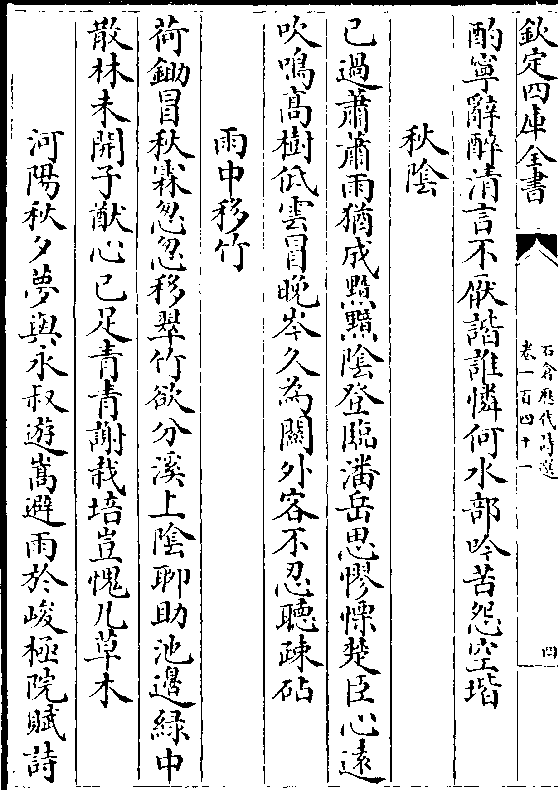 欽定四庫全書
石倉歷代詩選
卷一百四十一
四
酌寧辭醉清言不厭諧誰憐何水部吟苦怨空堦
秋陰
已過蕭蕭雨猶成黯黯陰登臨潘岳思憀慄楚臣心遠
吹鳴髙樹低雲冒晚岑久為關外客不忍聽疎砧
雨中移竹
荷鋤冒秋霖忽忽移翠竹欲分溪上陰聊助池邊緑中
散林未開子猷心已足青青謝栽培豈愧凡草木
河陽秋夕夢與永叔遊嵩避雨於峻極院賦詩